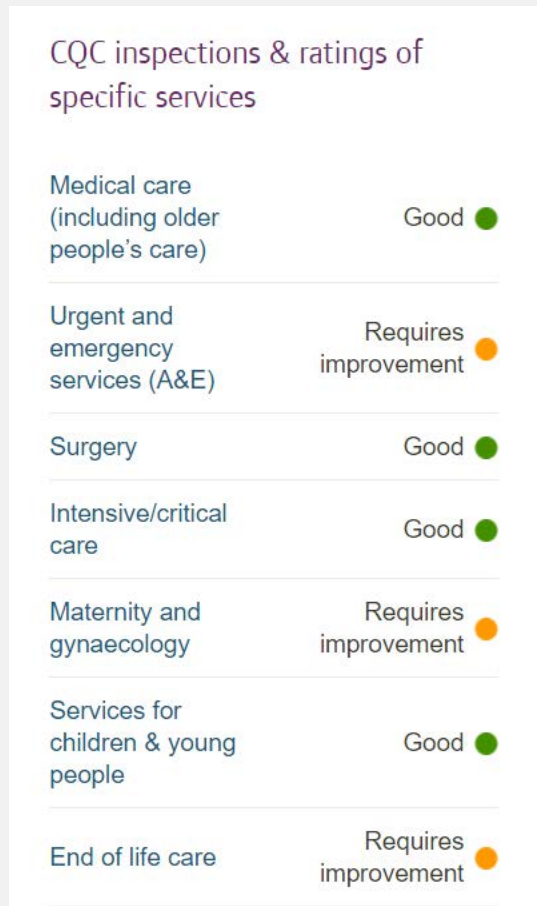 CQC inspections & ratings of
specific services
Medical care
(including older
people’s care)
Good
Urgent and
emergency
services (A&E)
Requires
improvement
Surgery
Good
Intensive/critical
care
Good
Maternity and
gynaecology
Requires
improvement
Services for
children & young
people
Good
End of life care
Requires
improvement